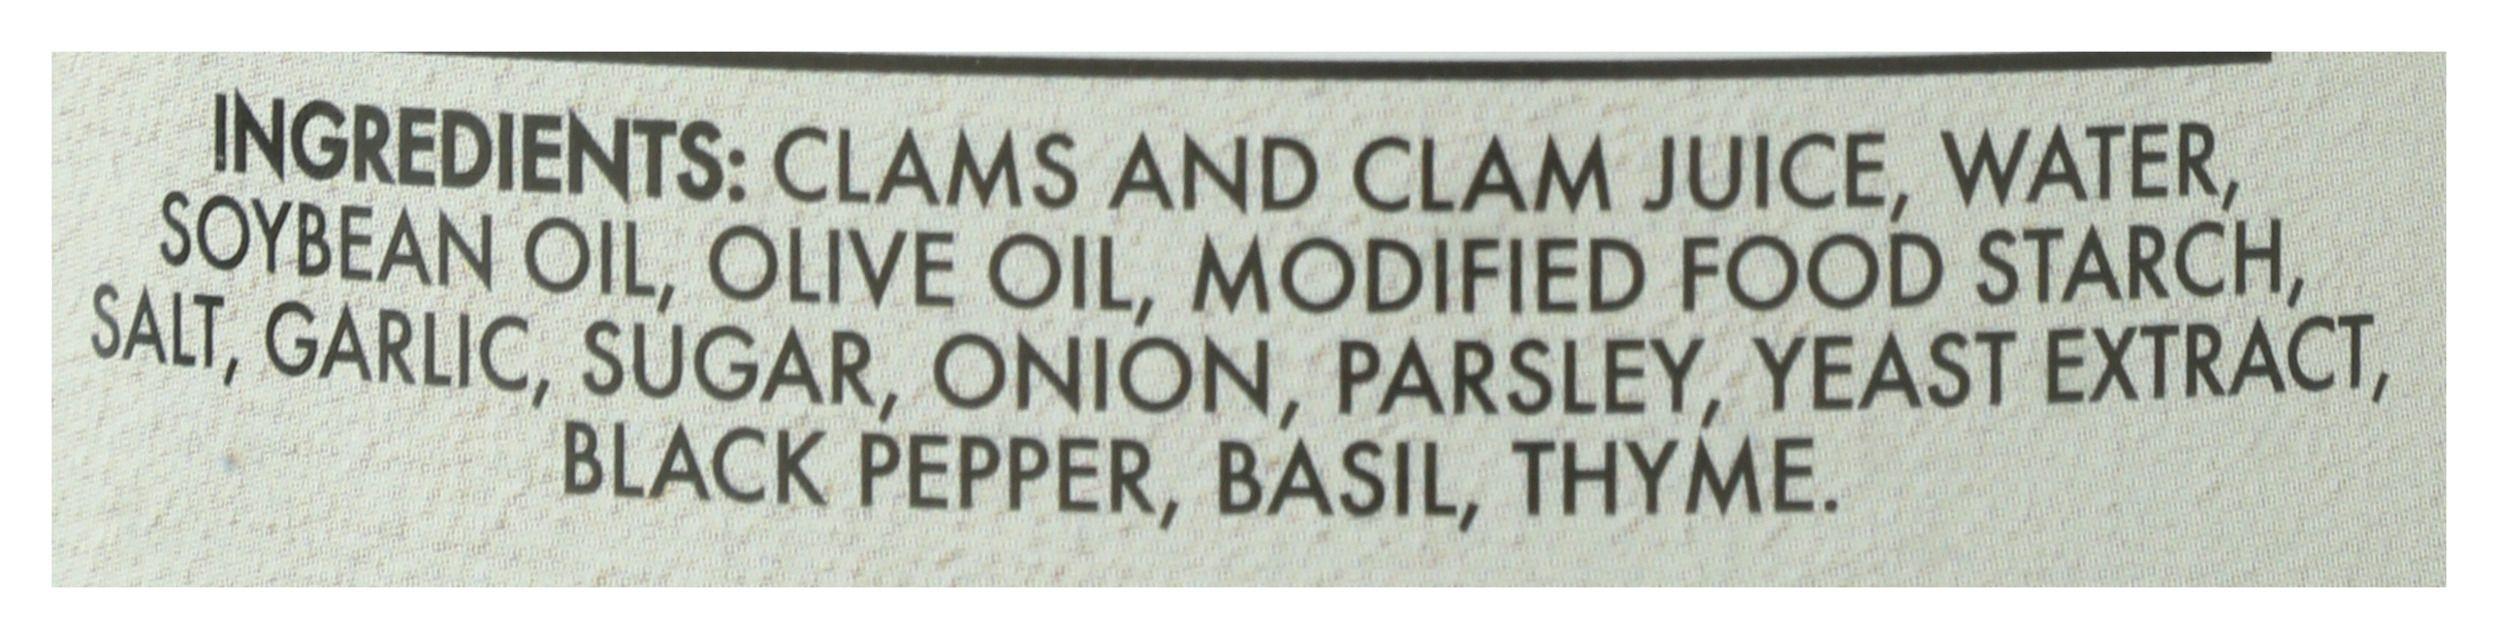 INGREDIENTS: CLAMS AND CLAM JUICE, WATER,
SOYBEAN OIL, OLIVE OIL, MODIFIED FOOD STARCH,
SALT, GARLIC, SUGAR, ONION, PARSLEY, YEAST EXTRACT,
BLACK PEPPER, BASIL, THYME.